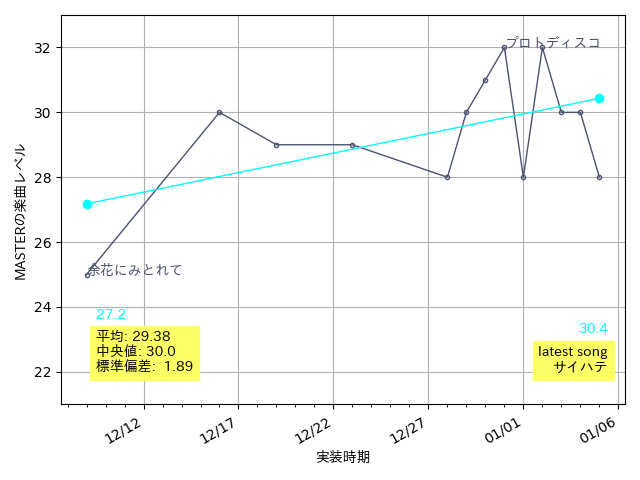 32
30
28
26
24
22
MASTERの楽曲レベル
プロトディスコ
余花にみとれて
27.2
平均: 29.38
中央値: 30.0
標準偏差: 1.89
30.4
latest song
サイハテ
12/12
12/17
12/22
12/27
01/01
01/06
実装時期